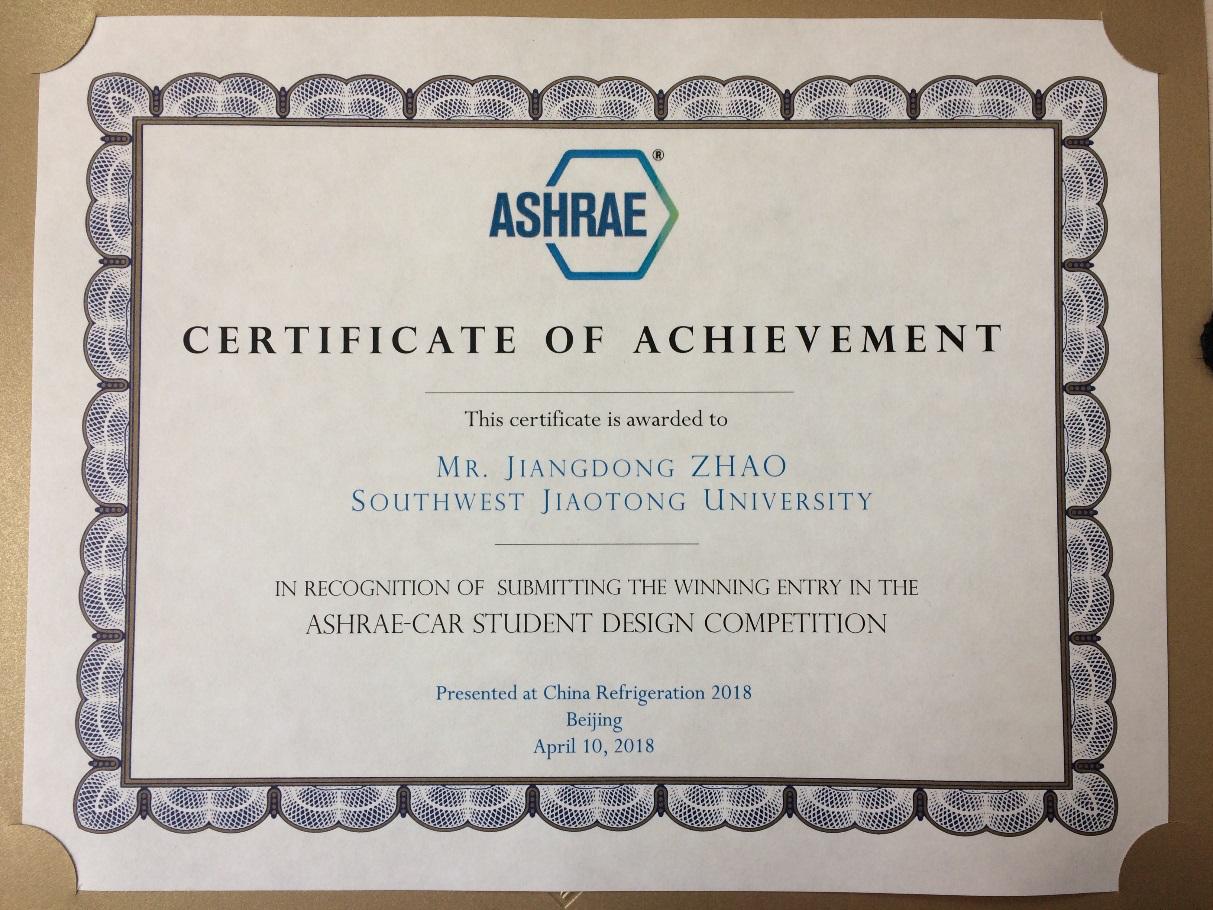 ASHRAE®
CERTIFICATE OF ACHIEVEMENT
This certificate is awarded to
MR. JIANGDONG ZHAO
SOUTHWEST JIAOTONG UNIVERSITY
IN RECOGNITION OF SUBMITTING THE WINNING ENTRY IN THE
ASHRAE-CAR STUDENT DESIGN COMPETITION
Presented at China Refrigeration 2018
Beijing
April 10, 2018